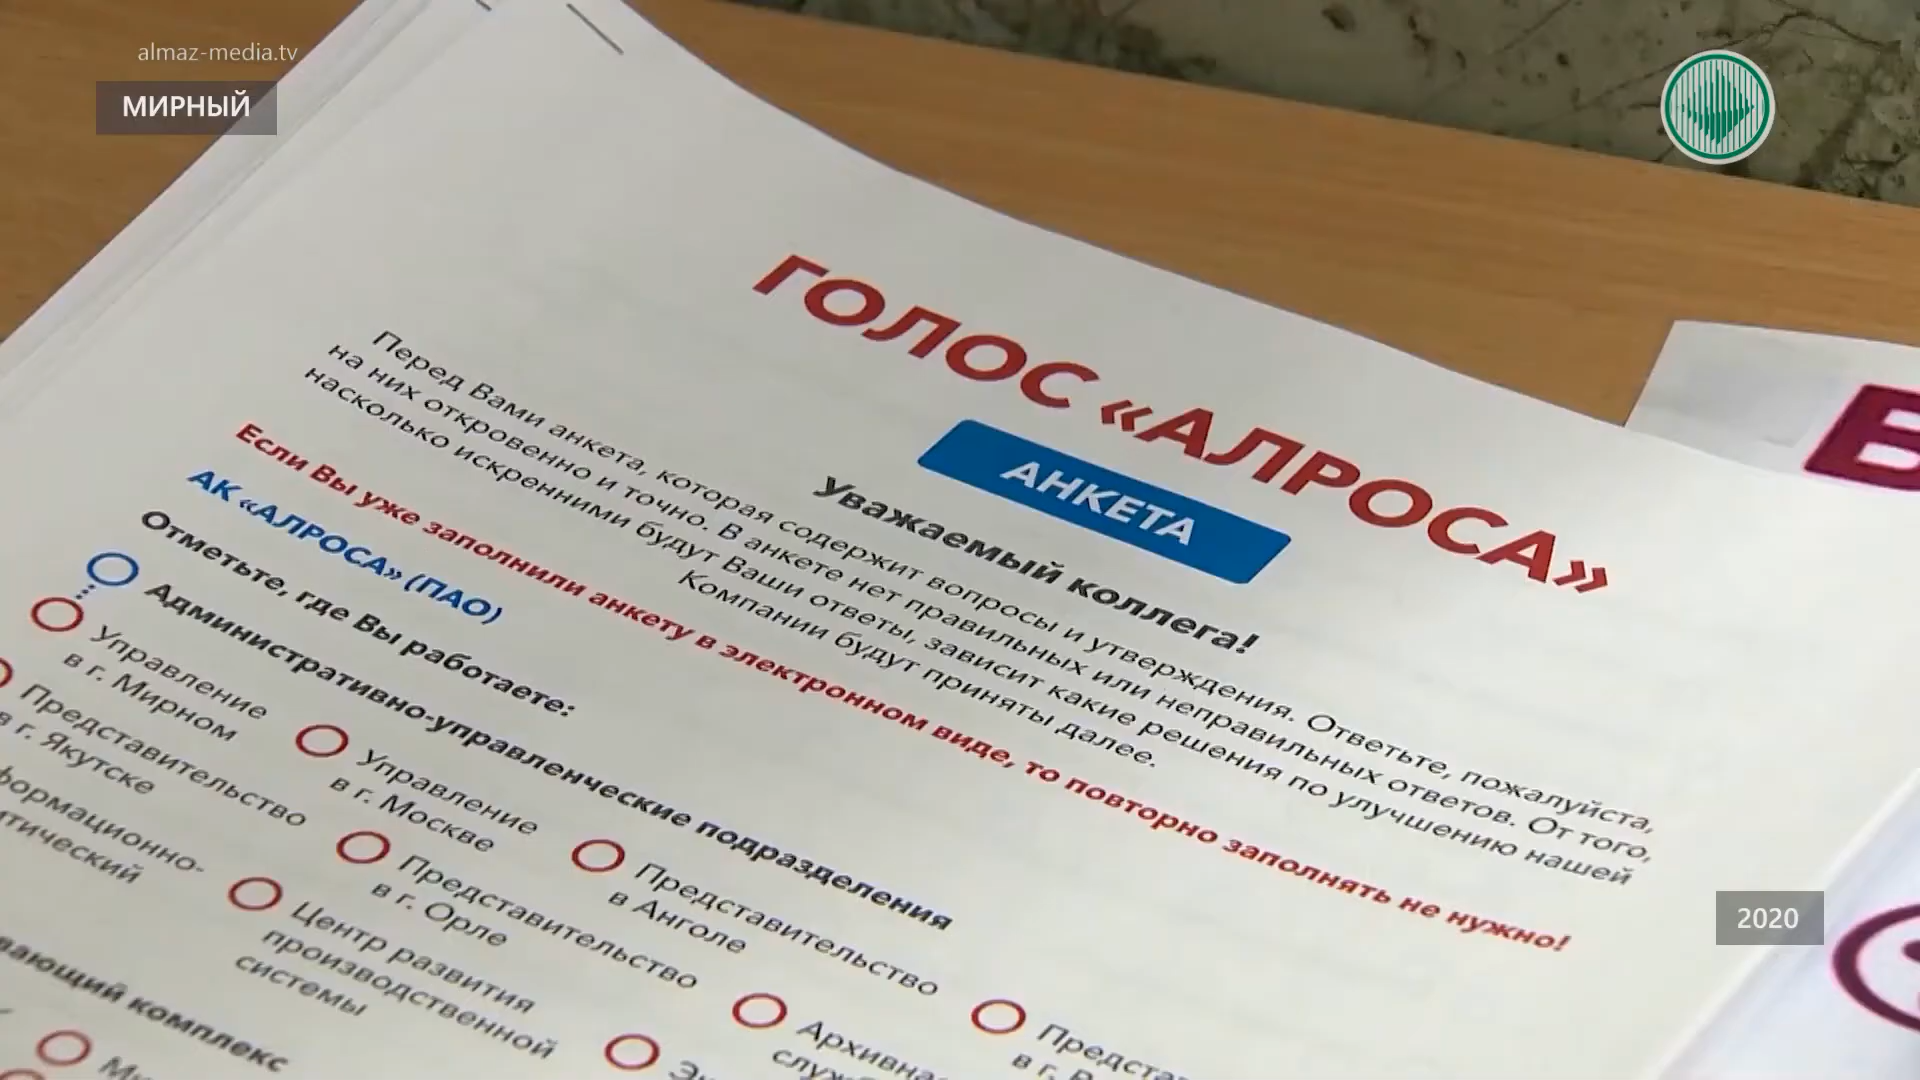 almaz-media.tv
МИРНЫЙ
ГОЛОС «АЛРОСА»
АНКЕТА
Уважаемый коллега!
Перед Вами анкета, которая содержит вопросы и утверждения. Ответьте, пожалуйста,
на них откровенно и точно. В анкете нет правильных или неправильных ответов. От того,
насколько искренними будут Ваши ответы, зависит какие решения по улучшению нашей
Компании будут приняты далее.
Если Вы уже заполнили анкету в электронном виде, то повторно заполнять не нужно!
АК «АЛРОСА» (ПАО)
Отметьте, где Вы работаете:
Административно-управленческие подразделения
Управление
в г. Мирном
Управление
в г. Москве
Представительство
в Анголе
Представительство
в г. Якутске
Представительство
в г. Орле
Центр развития
производственной
системы
комплекс
2020